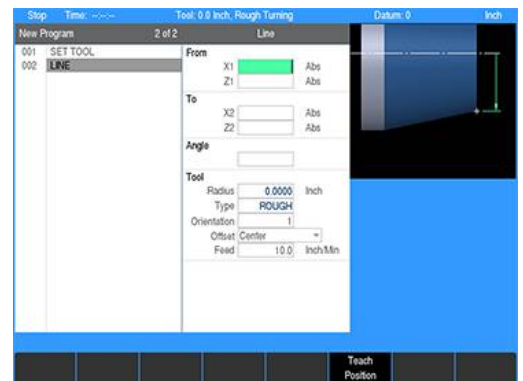 Stop Time: --:--:-- Tool: 0.0 Inch, Rough Turning Datum: 0 Inch
New Program 2 of 2 Line
001 SET TOOL
002 LINE
From
X1 Abs
Z1 Abs
To
X2 Abs
Z2 Abs
Angle
Tool
Radius 0.0000 Inch
Type ROUGH
Orientation 1
Offset Center
Feed 10.0 Inch/Min
Teach
Position